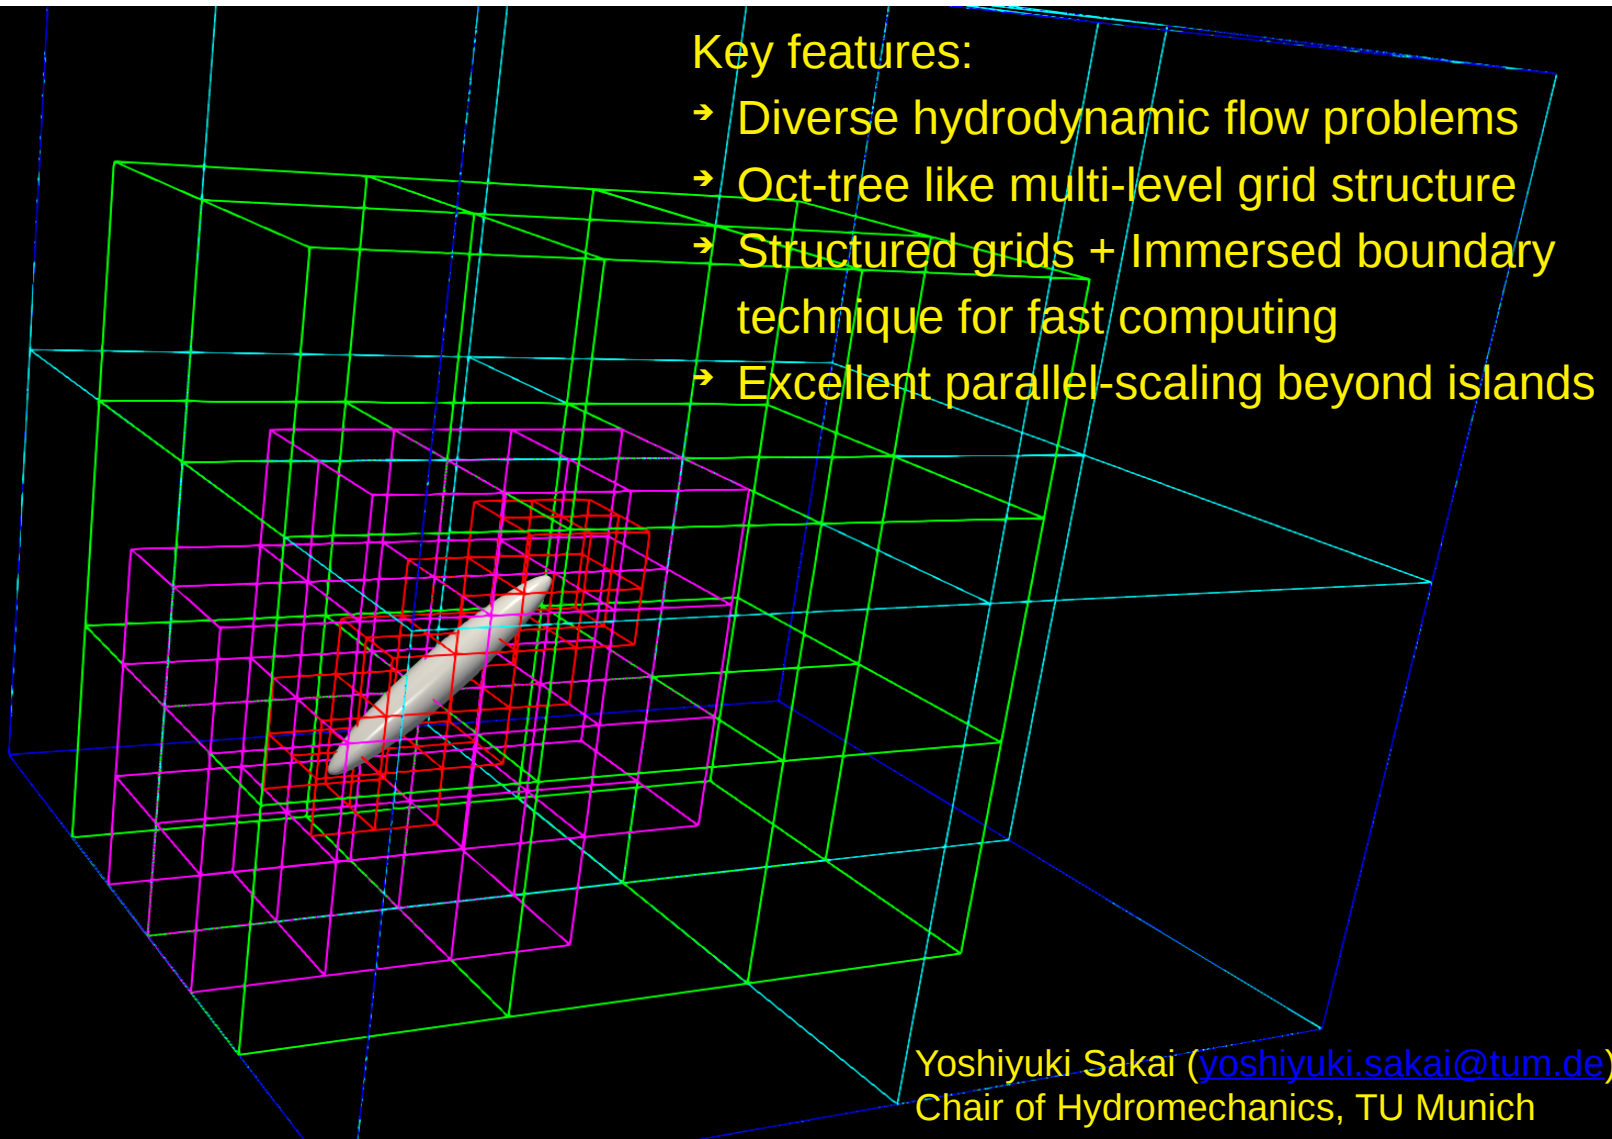 Key features:
➔ Diverse hydrodynamic flow problems
➔ Oct-tree like multi-level grid structure
➔ Structured grids + Immersed boundary
technique for fast computing
➔ Excellent parallel-scaling beyond islands
Yoshiyuki Sakai (yoshiyuki.sakai@tum.de)
Chair of Hydromechanics, TU Munich